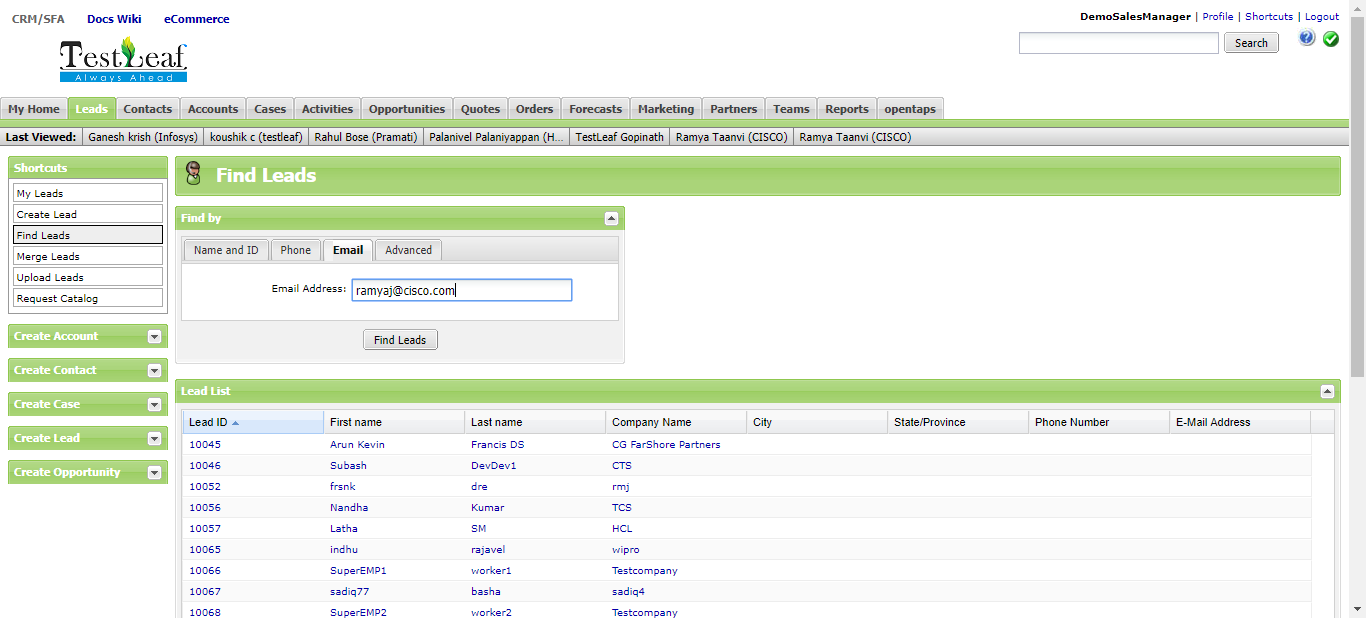 CRM/SFA Docs Wiki eCommerce
DemoSalesManager | Profile | Shortcuts | Logout
TestLeaf
Always Ahead
Search
My Home Leads Contacts Accounts Cases Activities Opportunities Quotes Orders Forecasts Marketing Partners Teams Reports opentaps
Last Viewed: Ganesh krish (Infosys) koushik c (testleaf) Rahul Bose (Pramati) Palanivel Palaniyappan (H... TestLeaf Gopinath Ramya Taanvi (CISCO) Ramya Taanvi (CISCO)
Shortcuts
My Leads
Create Lead
Find Leads
Merge Leads
Upload Leads
Request Catalog
Create Account
Create Contact
Create Case
Create Lead
Create Opportunity
Find Leads
Find by
Name and ID Phone Email Advanced
Email Address: ramyaj@cisco.com
Find Leads
Lead List
Lead ID First name Last name Company Name City State/Province Phone Number E-Mail Address
10045 Arun Kevin Francis DS CG FarShore Partners
10046 Subash DevDev1 CTS
10052 frsnk dre rmj
10056 Nandha Kumar TCS
10057 Latha SM HCL
10065 indhu rajavel wipro
10066 SuperEMP1 worker1 Testcompany
10067 sadiq77 basha sadiq4
10068 SuperEMP2 worker2 Testcompany